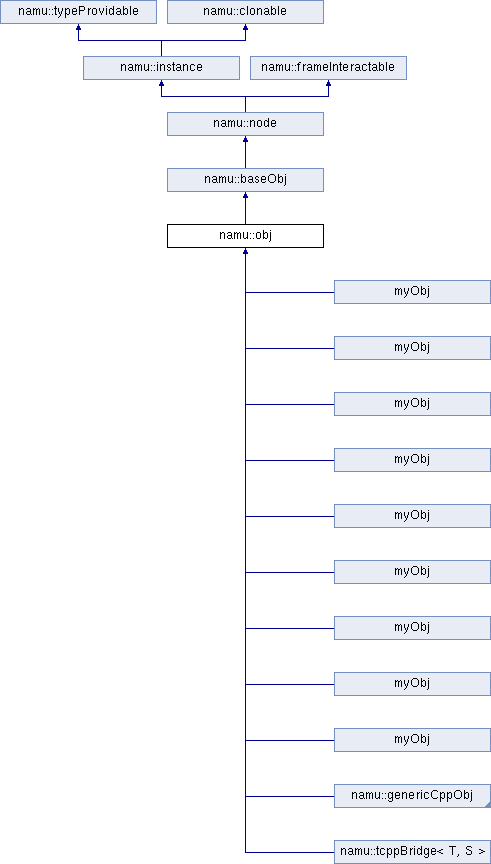 namu::typeProvidable
namu::clonable
namu::instance
namu::frameInteractable
namu::node
namu::baseObj
namu::obj
myObj
myObj
myObj
myObj
myObj
myObj
myObj
myObj
myObj
namu::genericCppObj
namu::tcppBridge< T, S >